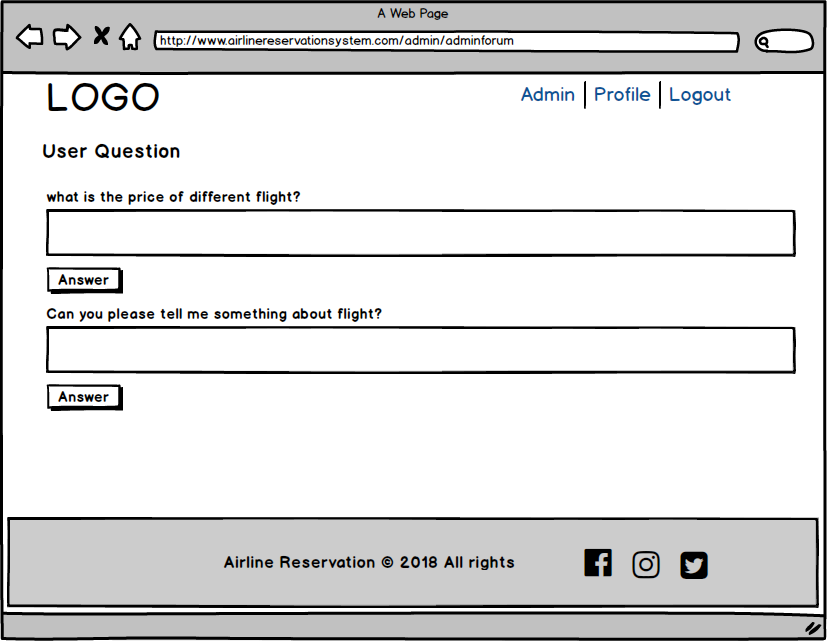 A Web Page
http://www.airlinereservationsystem.com/admin/adminforum
LOGO
Admin | Profile | Logout
User Question
what is the price of different flight?
Answer
Can you please tell me something about flight?
Answer
Airline Reservation © 2018 All rights